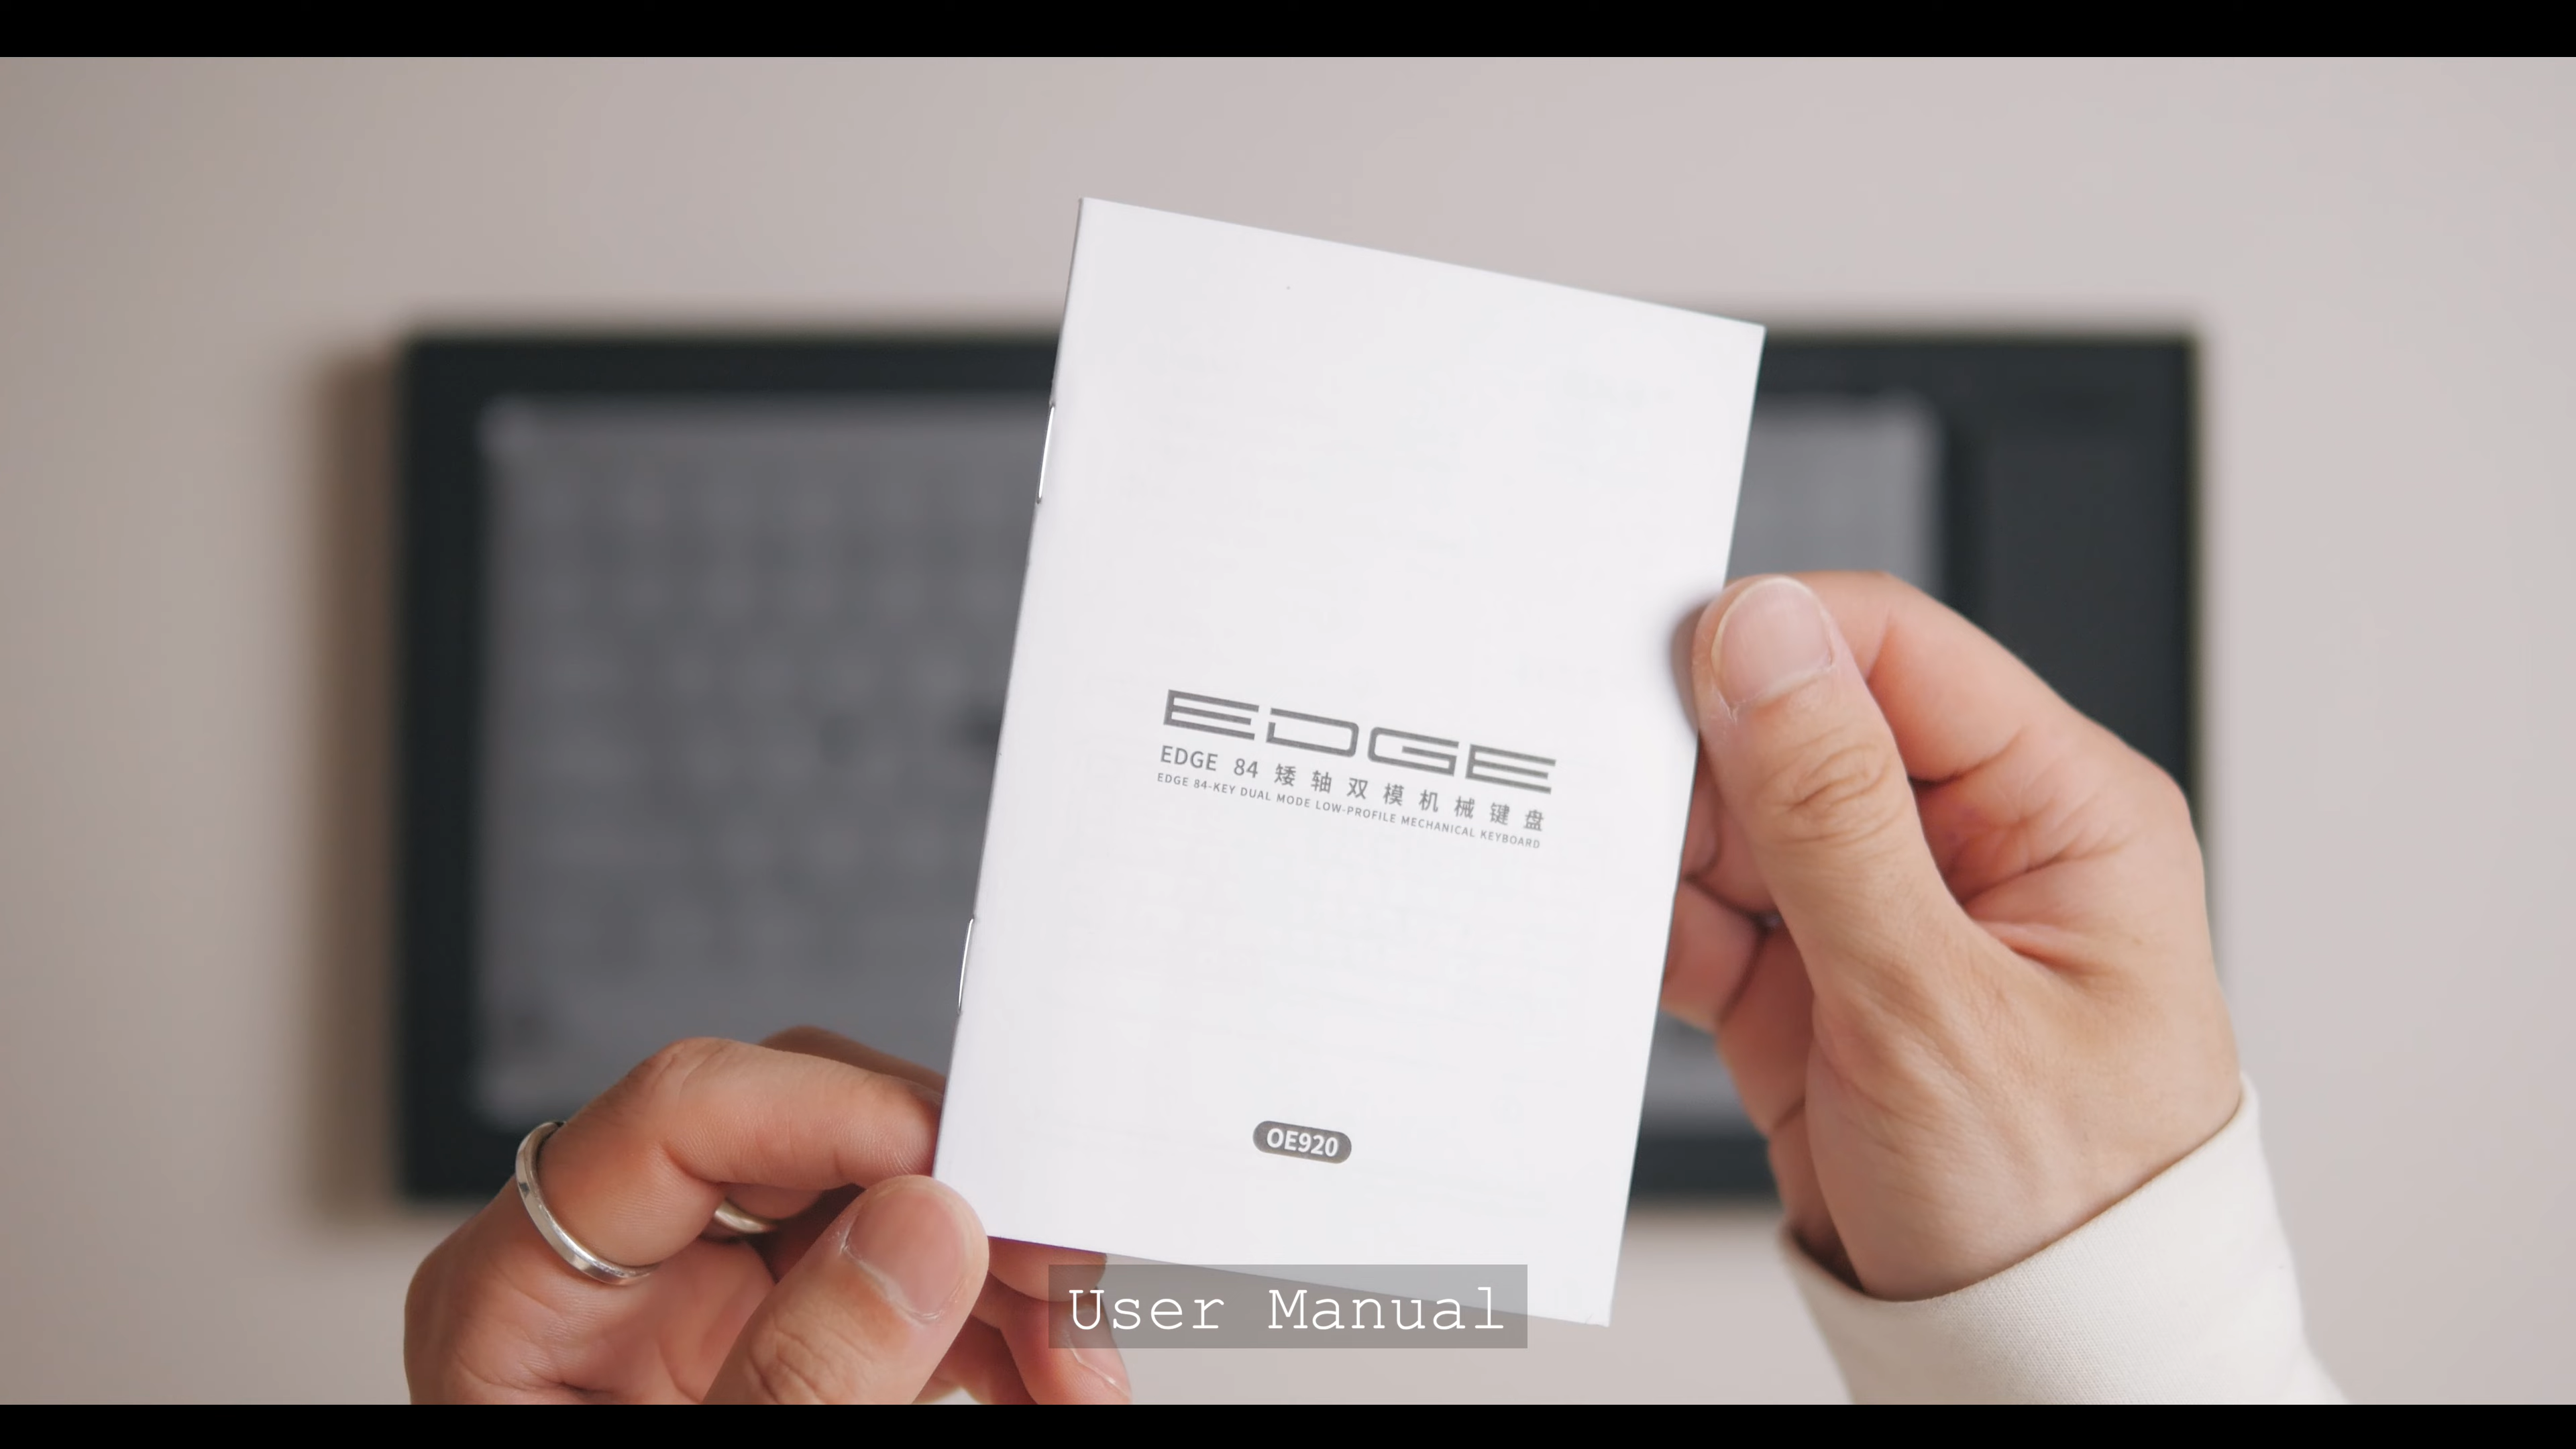 EDGE
EDGE 84 矮轴双模机械键盘
EDGE 84-KEY DUAL MODE LOW-PROFILE MECHANICAL KEYBOARD
OE920
User Manual